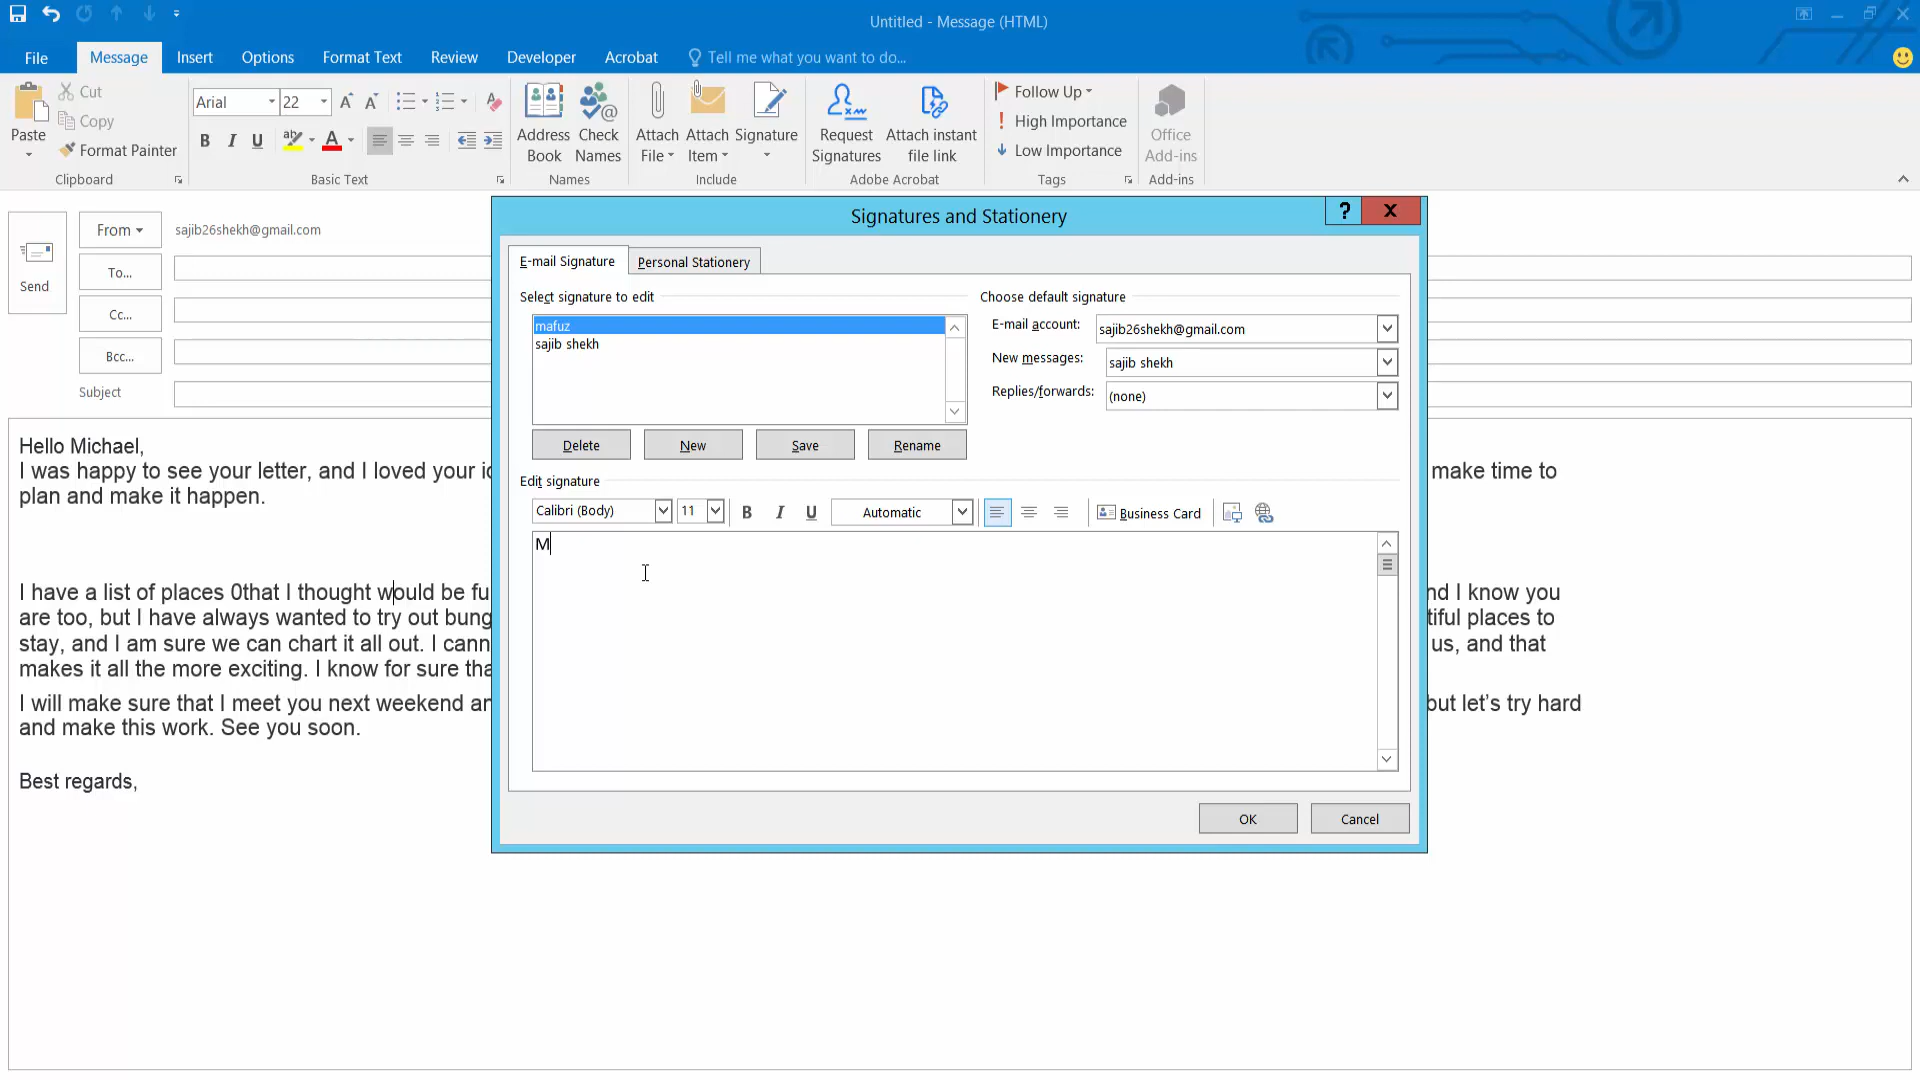 Untitled - Message (HTML)
File Message Insert Options Format Text Review Developer Acrobat Tell me what you want to do...
Paste
Cut
Copy
Format Painter
Clipboard
Arial 22
B I U A
Basic Text
Address Book
Check Names
Names
Attach File
Attach Item
Signature
Include
Request Signatures
Attach instant file link
Adobe Acrobat
Follow Up
High Importance
Low Importance
Tags
Office Add-ins
Add-ins
Send
From sajib26shekh@gmail.com
To...
Cc...
Bcc...
Subject
Hello Michael,
I was happy to see your letter, and I loved your
make time to
plan and make it happen.
I have a list of places 0that I thought would be
I know you
are too, but I have always wanted to try out
places to
stay, and I am sure we can chart it all out. I
us, and that
makes it all the more exciting. I know for sure
I will make sure that I meet you next weekend
but let's try hard
and make this work. See you soon.
Best regards,
Signatures and Stationery
? X
E-mail Signature Personal Stationery
Select signature to edit
mafuz
sajib shekh
Delete New Save Rename
Choose default signature
E-mail account: sajib26shekh@gmail.com
New messages: sajib shekh
Replies/forwards: (none)
Edit signature
Calibri (Body) 11 B I U Automatic Business Card
M
OK Cancel